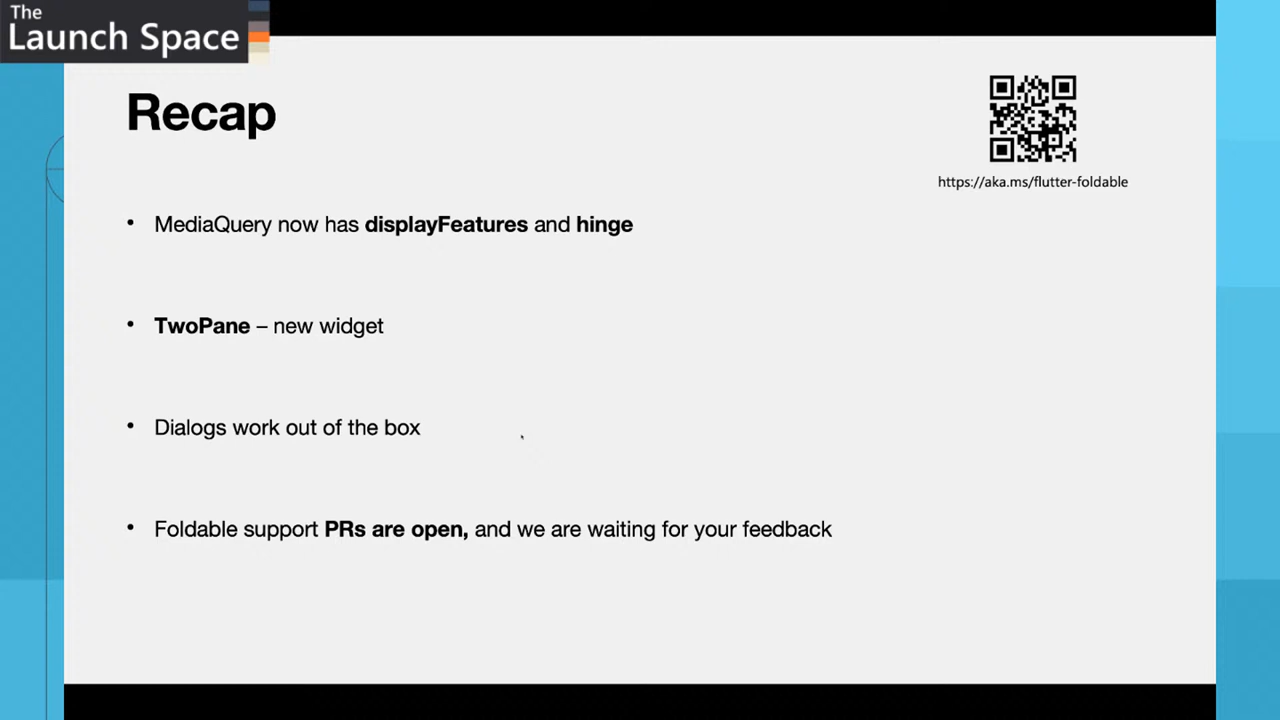 The
Launch Space
Recap
https://aka.ms/flutter-foldable
• MediaQuery now has displayFeatures and hinge
• TwoPane – new widget
• Dialogs work out of the box
• Foldable support PRs are open, and we are waiting for your feedback